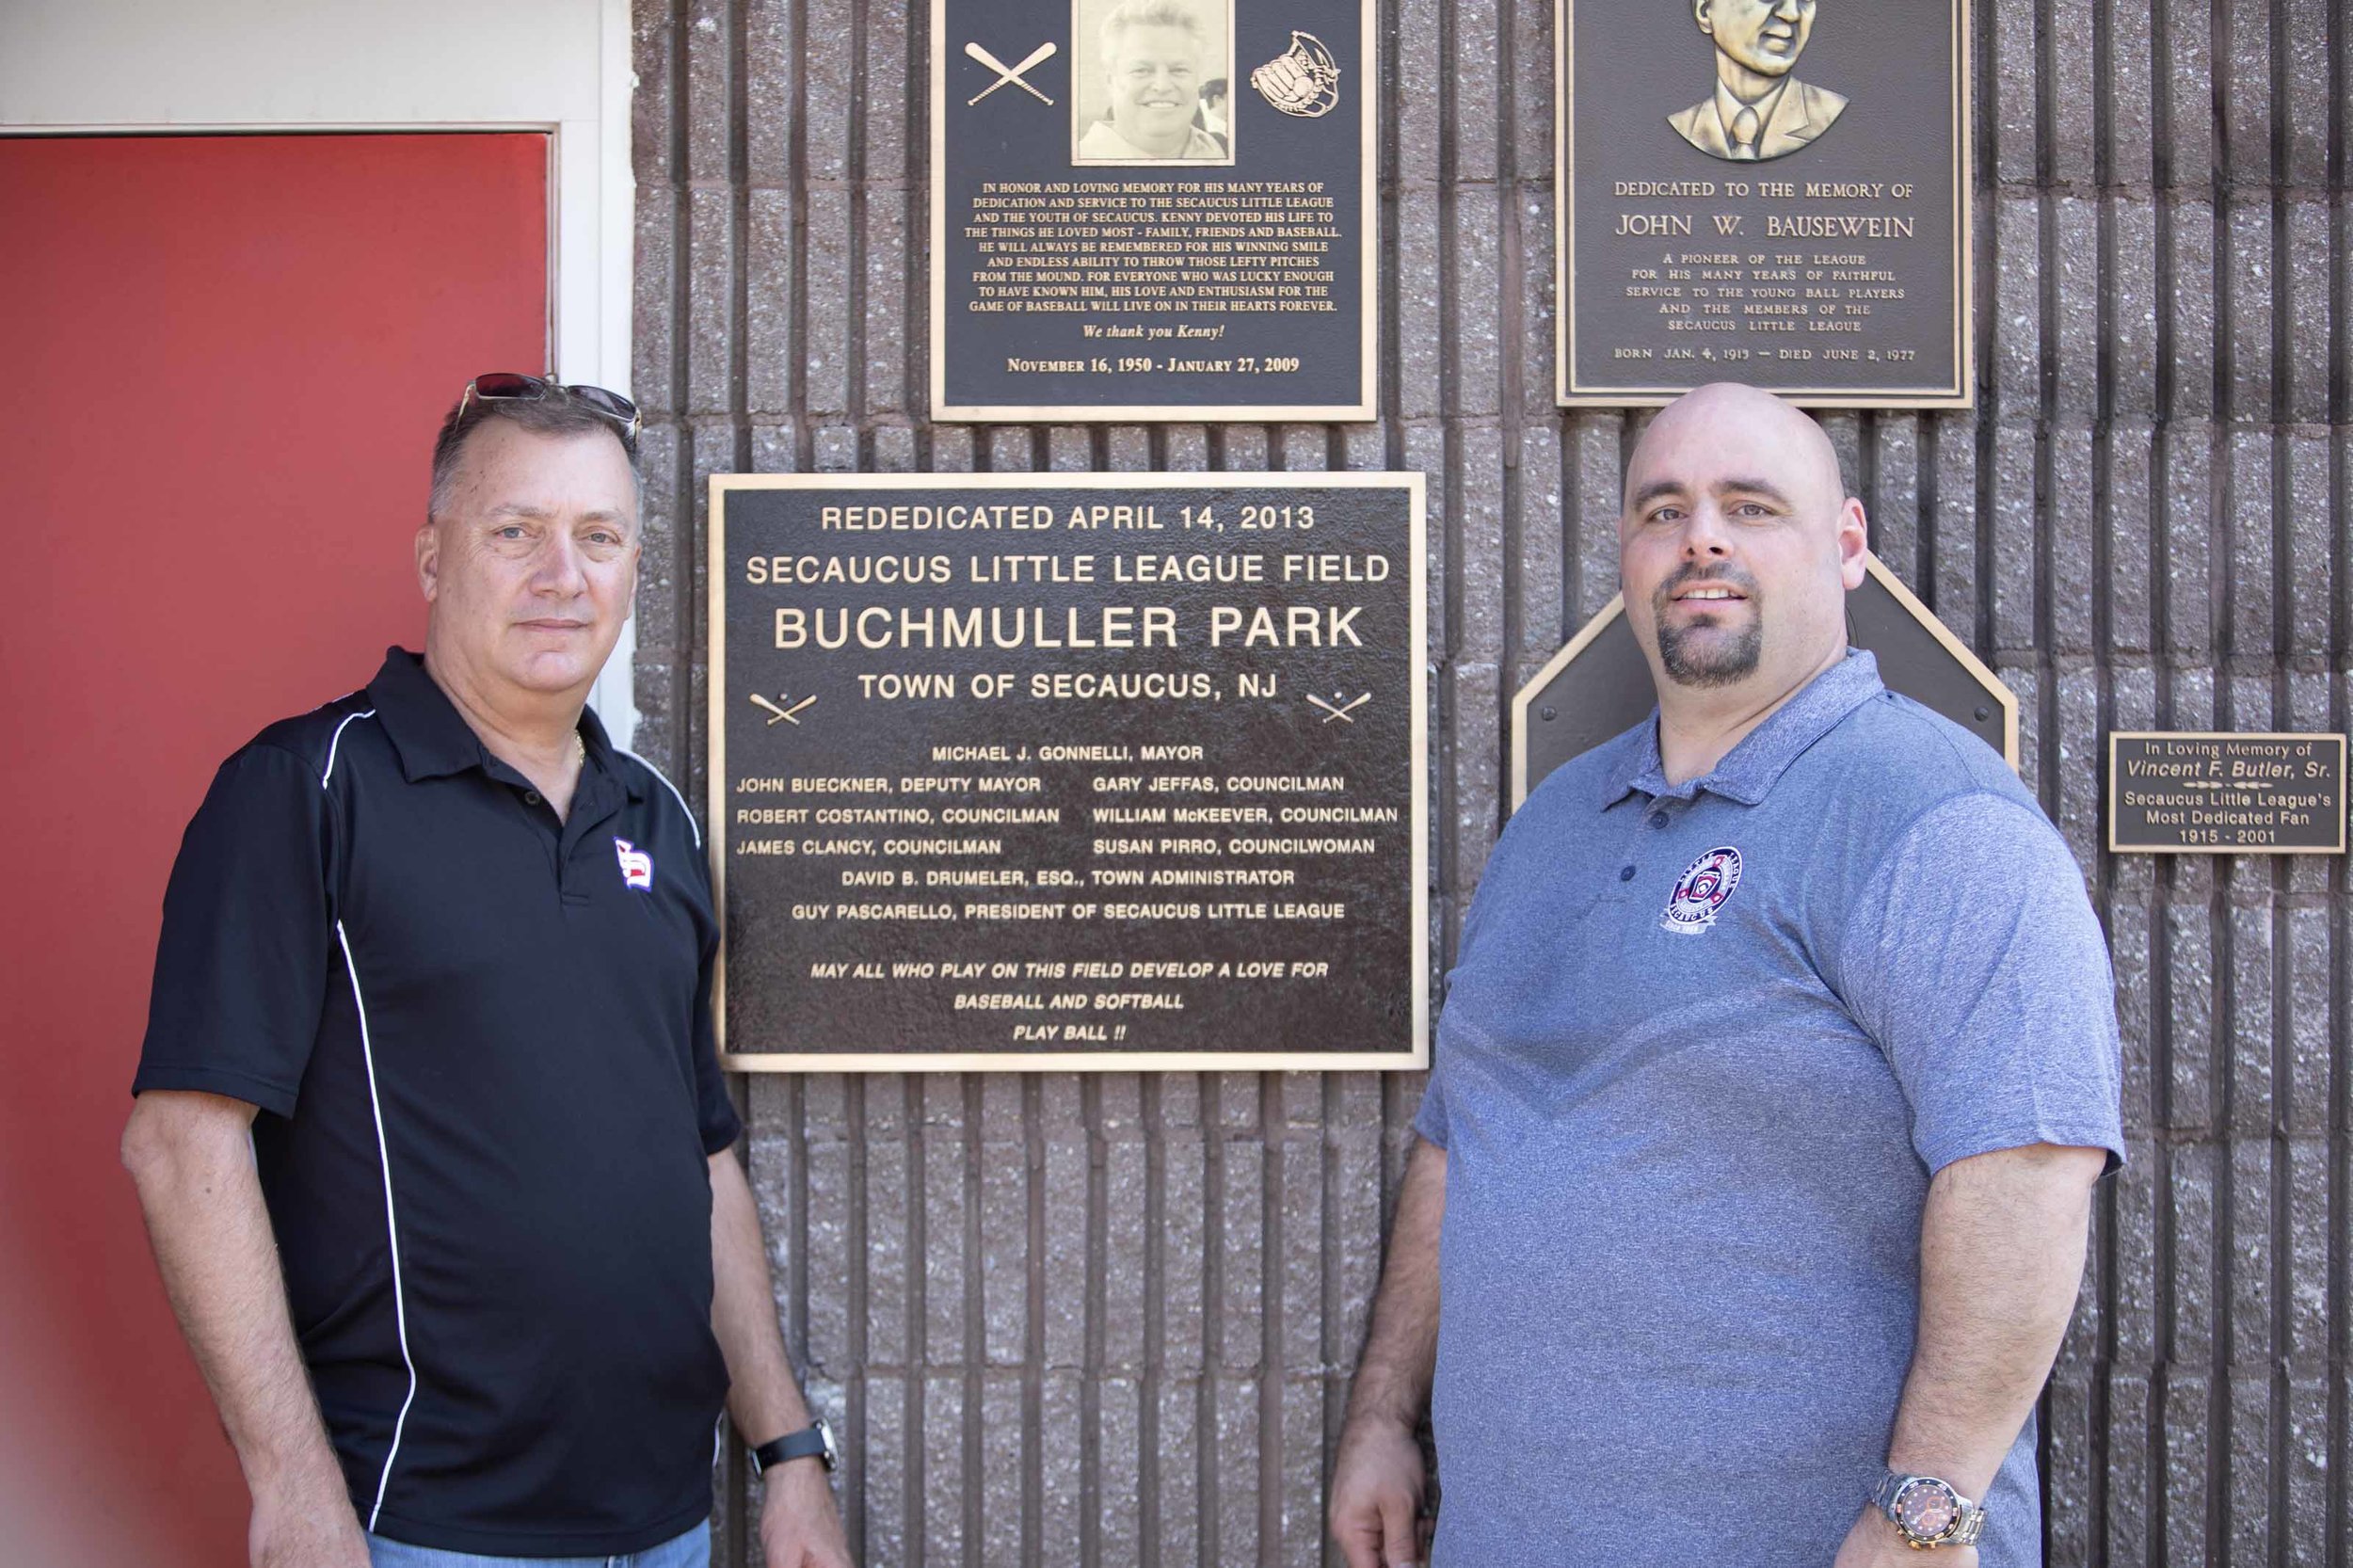 IN HONOR AND LOVING MEMORY FOR HIS MANY YEARS OF
DEDICATION AND SERVICE TO THE SECAUCUS LITTLE LEAGUE
AND THE YOUTH OF SECAUCUS. KENNY DEVOTED HIS LIFE TO
THE THINGS HE LOVED MOST - FAMILY, FRIENDS AND BASEBALL.
HE WILL ALWAYS BE REMEMBERED FOR HIS WINNING SMILE
AND ENDLESS ABILITY TO THROW THOSE LEFTY PITCHES
FROM THE MOUND. FOR EVERYONE WHO WAS LUCKY ENOUGH
TO HAVE KNOWN HIM, HIS LOVE AND ENTHUSIASM FOR THE
GAME OF BASEBALL WILL LIVE ON IN THEIR HEARTS FOREVER.
We thank you Kenny!
NOVEMBER 16, 1950 - JANUARY 27, 2009
DEDICATED TO THE MEMORY OF
JOHN W. BAUSEWEIN
A PIONEER OF THE LEAGUE
FOR HIS MANY YEARS OF FAITHFUL
SERVICE TO THE YOUNG BALL PLAYERS
AND THE MEMBERS OF THE
SECAUCUS LITTLE LEAGUE
BORN JAN. 4, 1915 — DIED JUNE 2, 1977
REDEDICATED APRIL 14, 2013
SECAUCUS LITTLE LEAGUE FIELD
BUCHMULLER PARK
TOWN OF SECAUCUS, NJ
MICHAEL J. GONNELLI, MAYOR
JOHN BUECKNER, DEPUTY MAYOR GARY JEFFAS, COUNCILMAN
ROBERT COSTANTINO, COUNCILMAN WILLIAM McKEEVER, COUNCILMAN
JAMES CLANCY, COUNCILMAN SUSAN PIRRO, COUNCILWOMAN
DAVID B. DRUMELER, ESQ., TOWN ADMINISTRATOR
GUY PASCARELLO, PRESIDENT OF SECAUCUS LITTLE LEAGUE
MAY ALL WHO PLAY ON THIS FIELD DEVELOP A LOVE FOR
BASEBALL AND SOFTBALL
PLAY BALL !!
In Loving Memory of
Vincent F. Butler, Sr.
Secaucus Little League's
Most Dedicated Fan
1915 - 2001
SECAUCUS